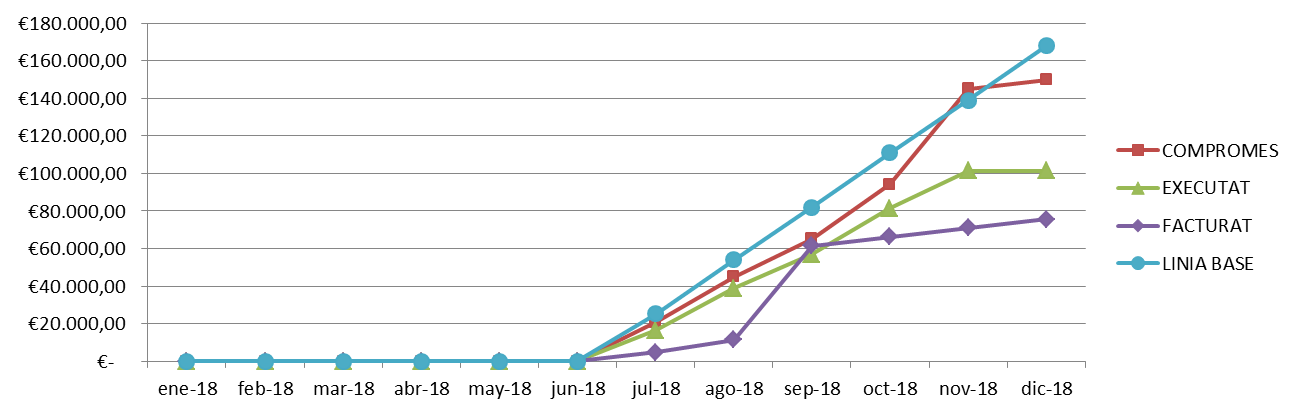 €180.000,00
€160.000,00
€140.000,00
€120.000,00
€100.000,00
€80.000,00
€60.000,00
€40.000,00
€20.000,00
€-
ene-18 feb-18 mar-18 abr-18 may-18 jun-18 jul-18 ago-18 sep-18 oct-18 nov-18 dic-18
COMPROMES
EXECUTAT
FACTURAT
LINIA BASE